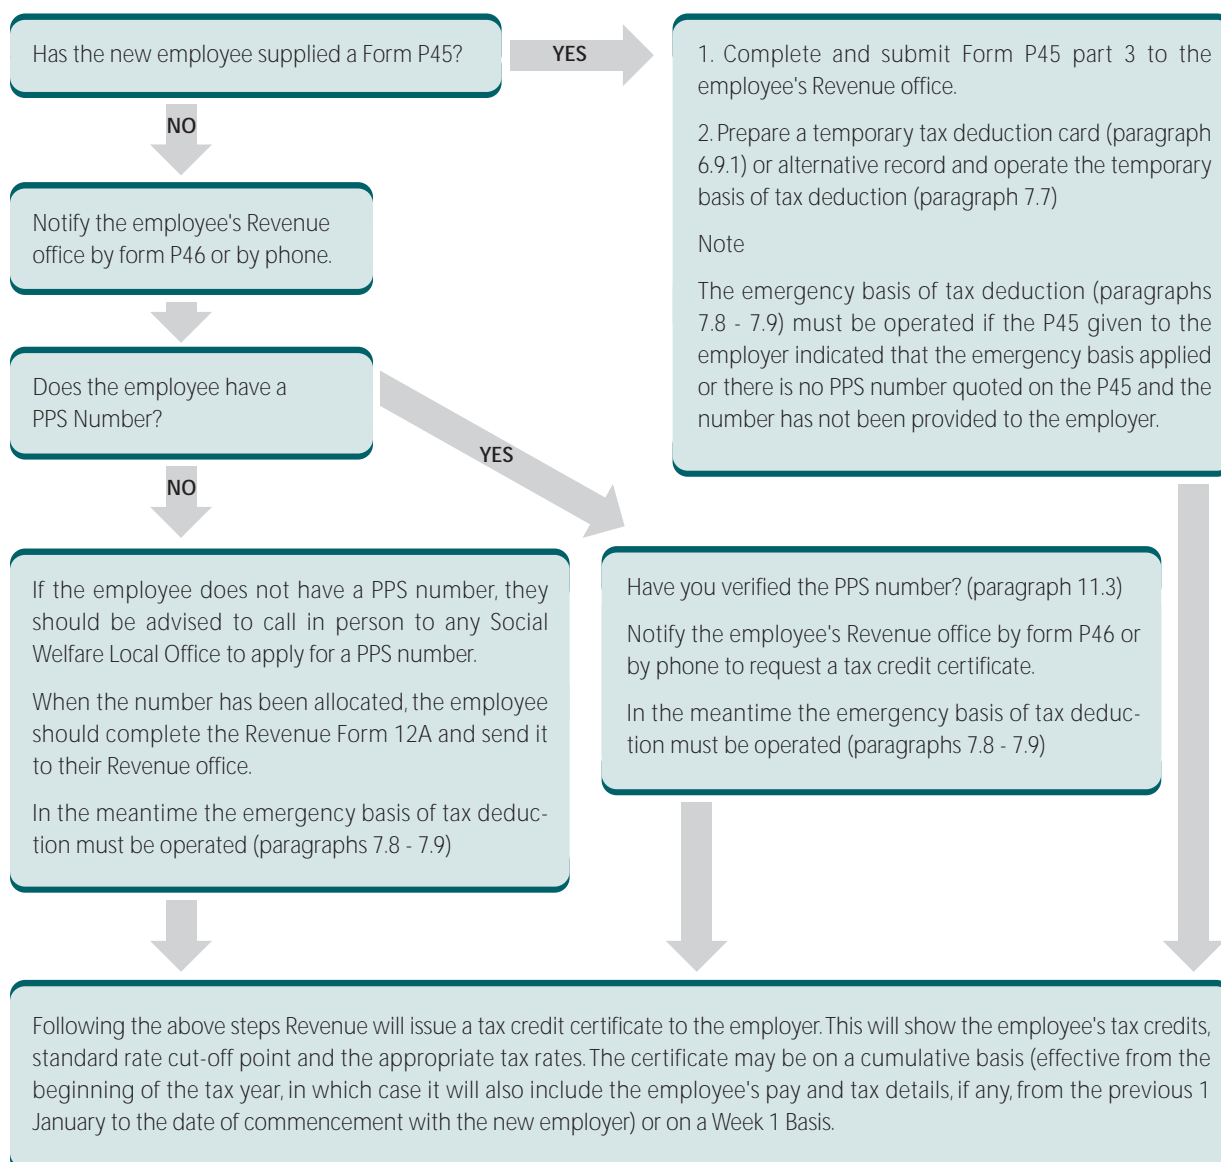 Has the new employee supplied a Form P45?
YES
1. Complete and submit Form P45 part 3 to the
employee's Revenue office.
2. Prepare a temporary tax deduction card (paragraph
6.9.1) or alternative record and operate the temporary
basis of tax deduction (paragraph 7.7)
Note
The emergency basis of tax deduction (paragraphs
7.8 - 7.9) must be operated if the P45 given to the
employer indicated that the emergency basis applied
or there is no PPS number quoted on the P45 and the
number has not been provided to the employer.
NO
Notify the employee's Revenue
office by form P46 or by phone.
Does the employee have a
PPS Number?
YES
NO
If the employee does not have a PPS number, they
should be advised to call in person to any Social
Welfare Local Office to apply for a PPS number.
When the number has been allocated, the employee
should complete the Revenue Form 12A and send it
to their Revenue office.
In the meantime the emergency basis of tax deduc-
tion must be operated (paragraphs 7.8 - 7.9)
Have you verified the PPS number? (paragraph 11.3)
Notify the employee's Revenue office by form P46 or
by phone to request a tax credit certificate.
In the meantime the emergency basis of tax deduc-
tion must be operated (paragraphs 7.8 - 7.9)
Following the above steps Revenue will issue a tax credit certificate to the employer. This will show the employee's tax credits,
standard rate cut-off point and the appropriate tax rates. The certificate may be on a cumulative basis (effective from the
beginning of the tax year, in which case it will also include the employee's pay and tax details, if any, from the previous 1
January to the date of commencement with the new employer) or on a Week 1 Basis.